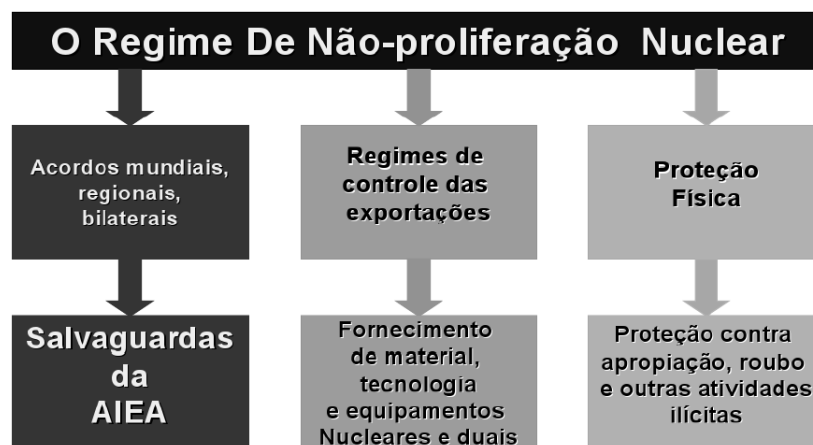 O Regime De Não-proliferação Nuclear
Acordos mundiais,
regionais,
bilaterais
Regimes de
controle das
exportações
Proteção
Física
Salvaguardas
da
AIEA
Fornecimento
de material,
tecnologia
e equipamentos
Nucleares e duais
Proteção contra
apropiação, roubo
e outras atividades
ilícitas